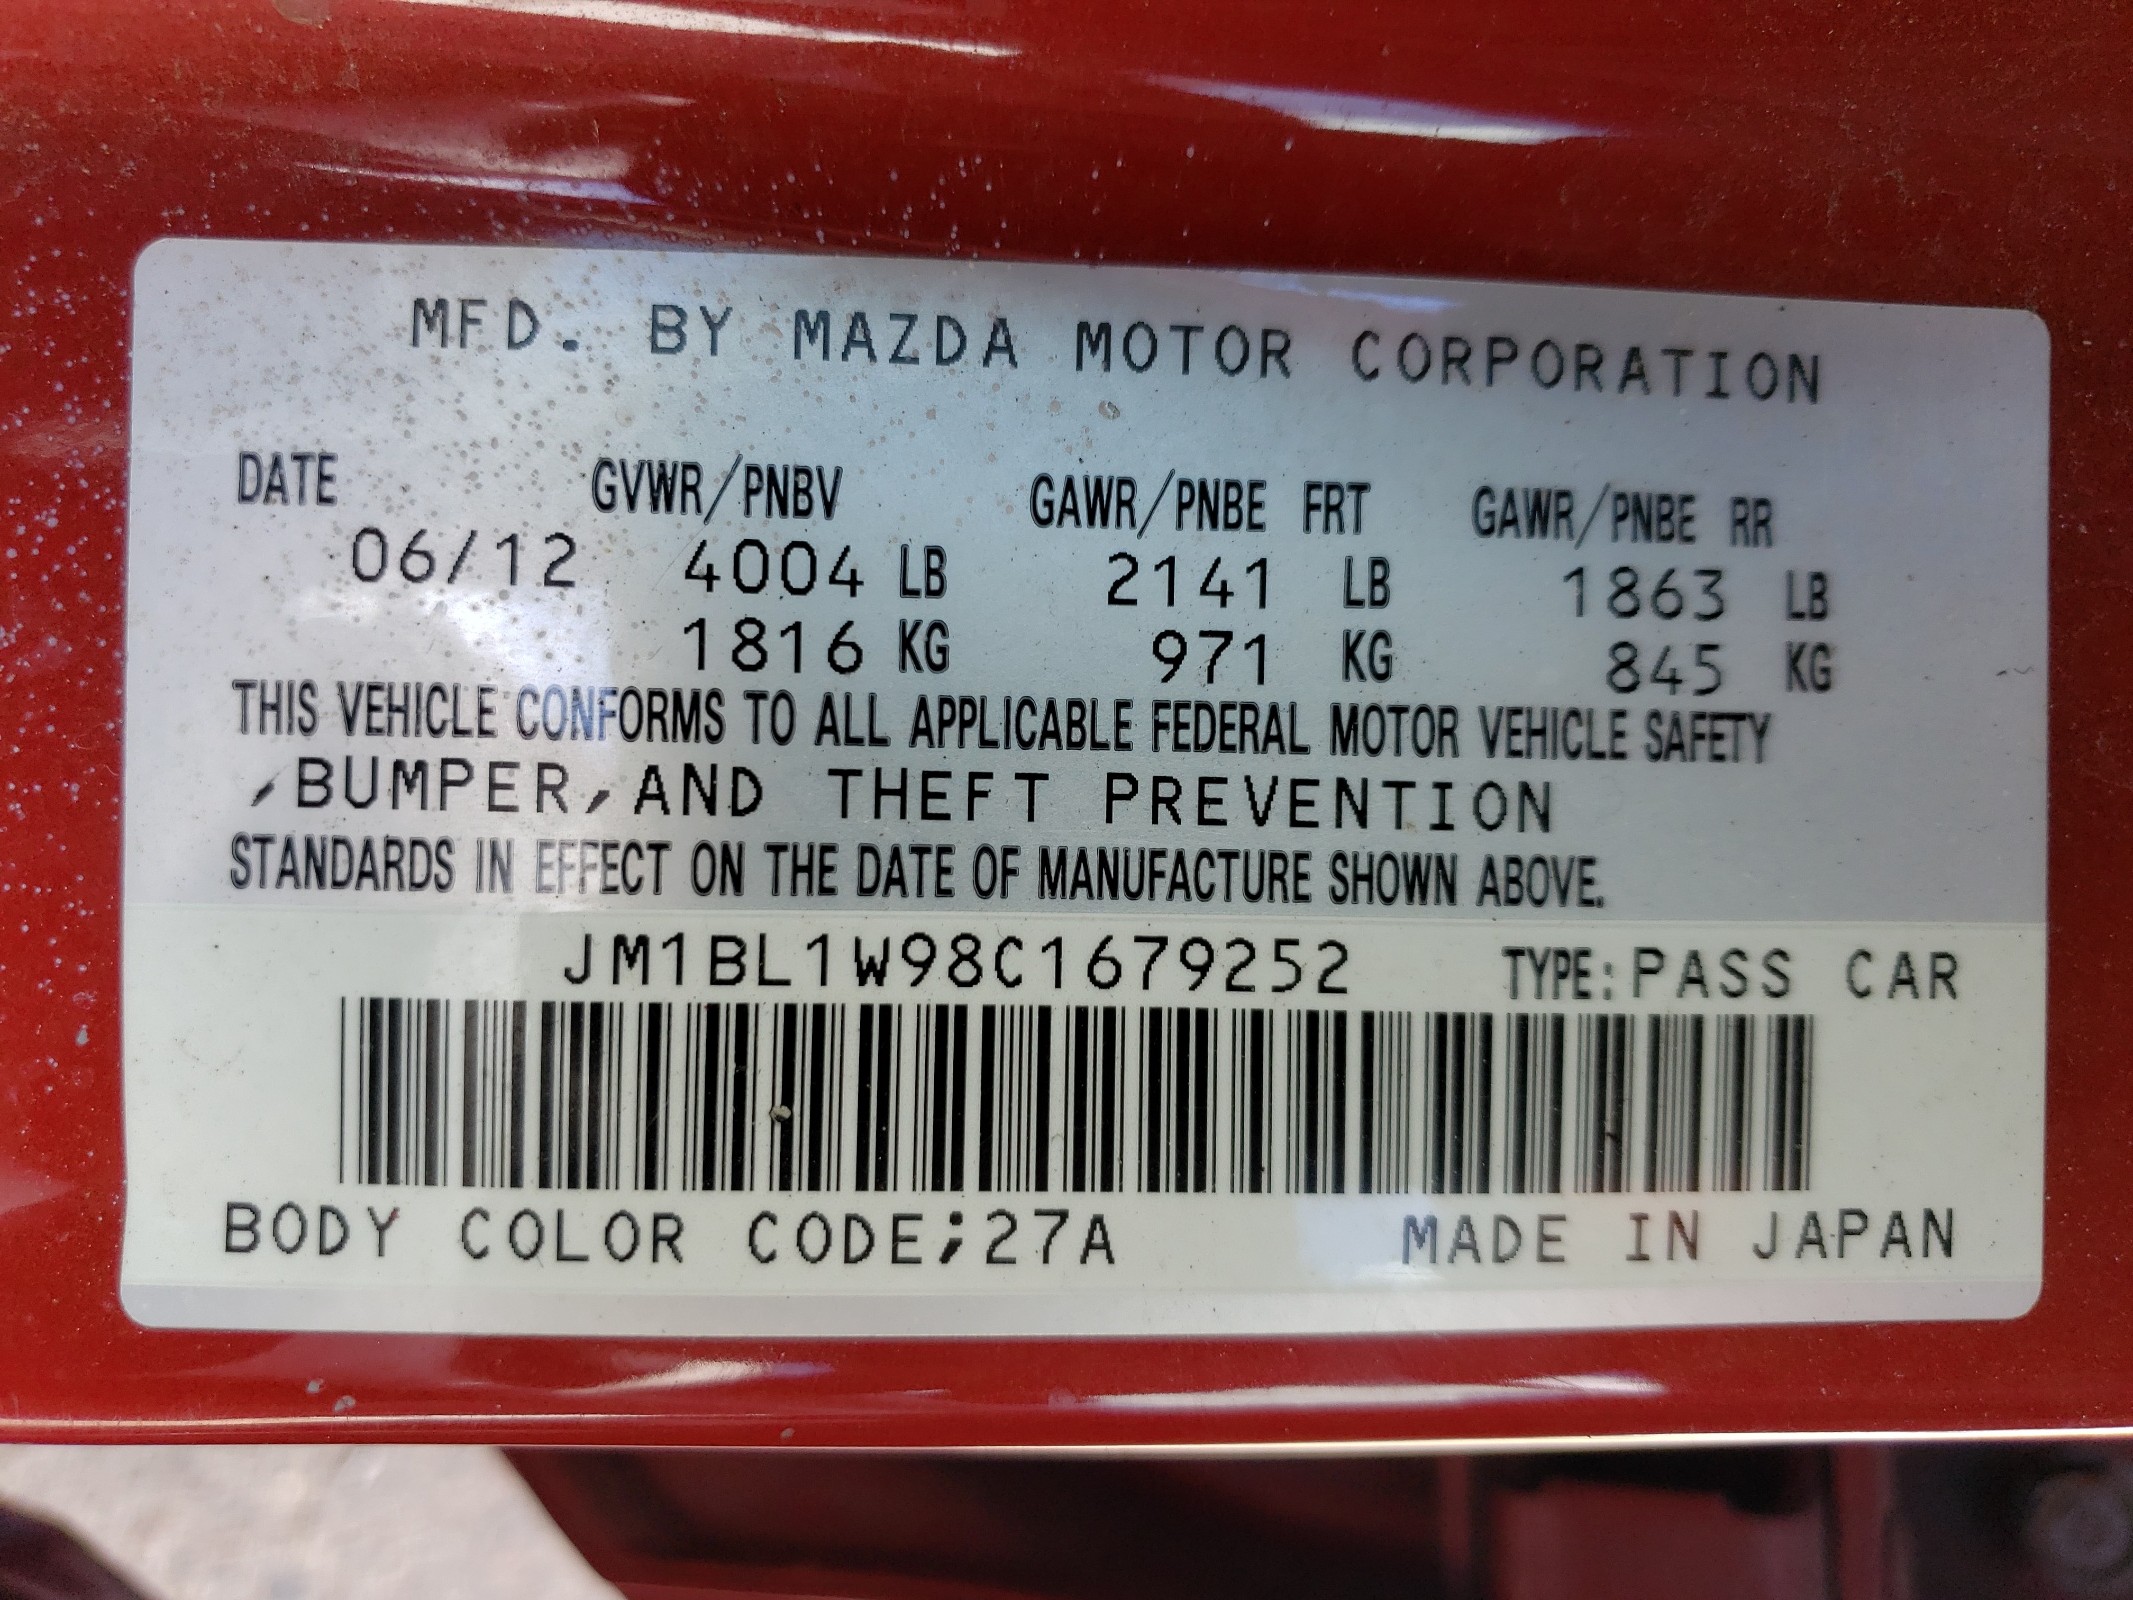 MFD. BY MAZDA MOTOR CORPORATION
DATE GVWR/PNBV GAWR/PNBE FRT GAWR/PNBE RR
06/12 4004 LB 2141 LB 1863 LB
1816 KG 971 KG 845 KG
THIS VEHICLE CONFORMS TO ALL APPLICABLE FEDERAL MOTOR VEHICLE SAFETY
,BUMPER,AND THEFT PREVENTION
STANDARDS IN EFFECT ON THE DATE OF MANUFACTURE SHOWN ABOVE.
JM1BL1W98C1679252 TYPE:PASS CAR
BODY COLOR CODE;27A MADE IN JAPAN